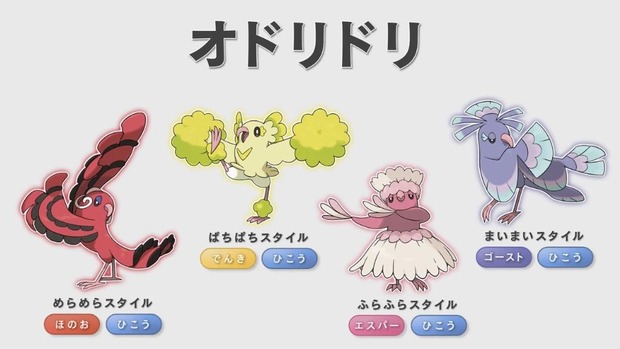 オドリドリ
めらめらスタイル
ほのお ひこう
ぱちぱちスタイル
でんき ひこう
ふらふらスタイル
エスパー ひこう
まいまいスタイル
ゴースト ひこう